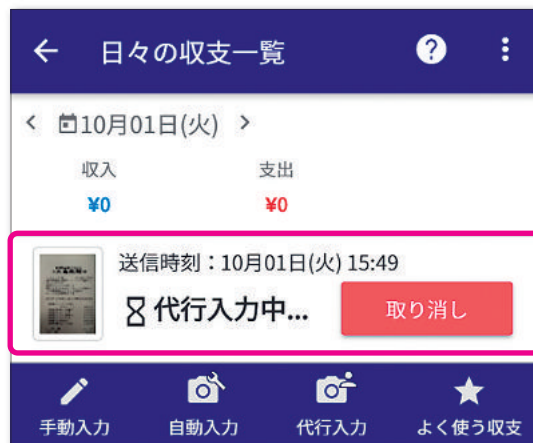 日々の収支一覧
10月01日(火)
収入 支出
¥0 ¥0
送信時刻：10月01日(火) 15:49
代行入力中...
取り消し
手動入力 自動入力 代行入力 よく使う収支